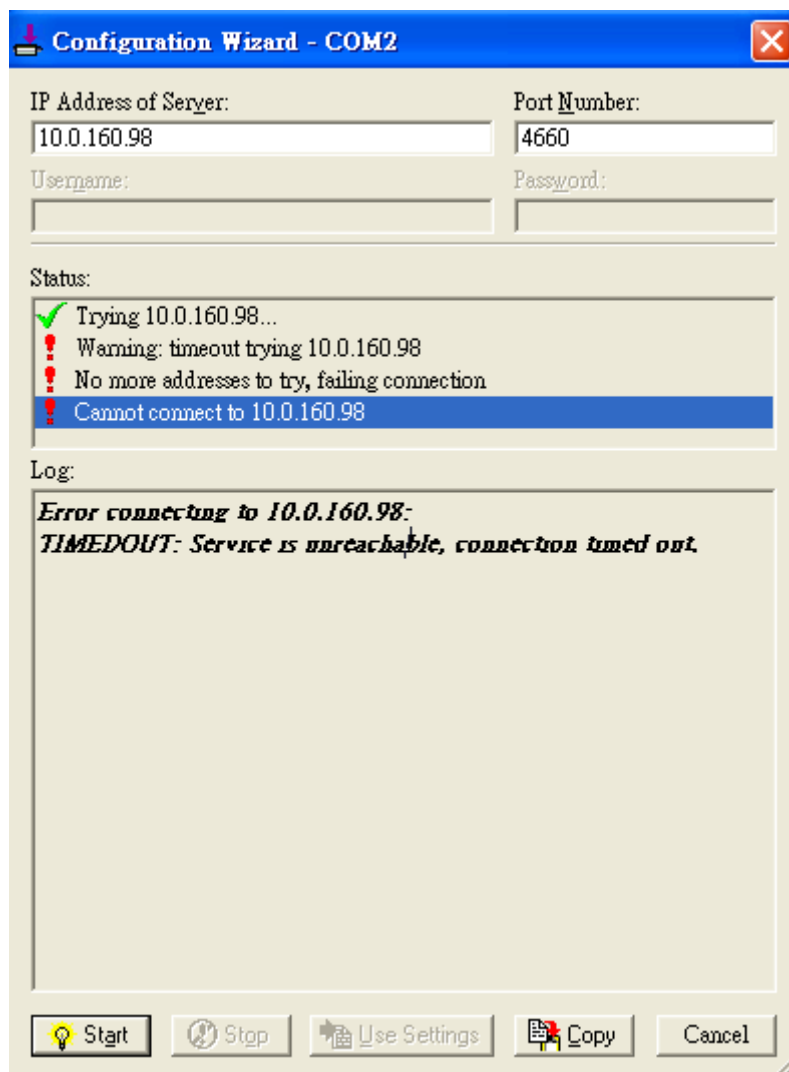 Configuration Wizard - COM2
IP Address of Server: Port Number:
10.0.160.98 4660
Username: Password:
Status:
Trying 10.0.160.98...
Warning: timeout trying 10.0.160.98
No more addresses to try, failing connection
Cannot connect to 10.0.160.98
Log:
Error connecting to 10.0.160.98:
TIMEDOUT: Service is unreachable, connection timed out.
Start Stop Use Settings Copy Cancel